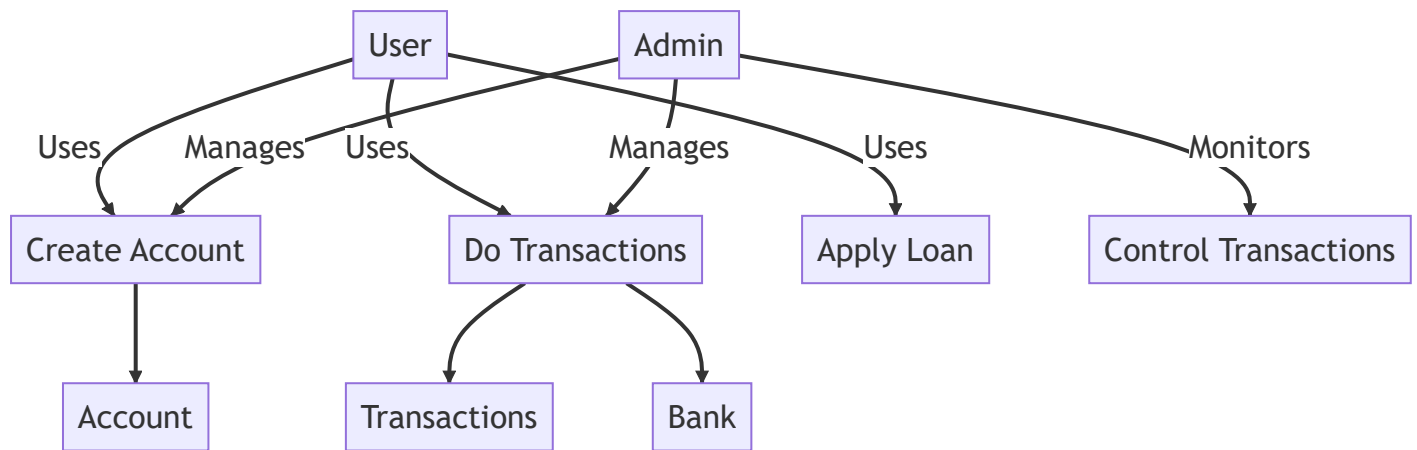 User
Admin
Uses
Manages
Uses
Manages
Uses
Monitors
Create Account
Do Transactions
Apply Loan
Control Transactions
Account
Transactions
Bank